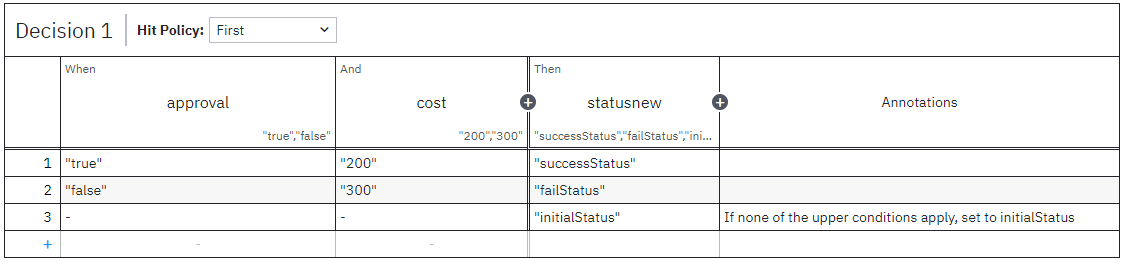 Decision 1 Hit Policy: First
When And Then
approval cost statusnew Annotations
"true","false" "200","300" "successStatus","failStatus","ini...
1 "true" "200" "successStatus"
2 "false" "300" "failStatus"
3 - - "initialStatus" If none of the upper conditions apply, set to initialStatus
+ - -